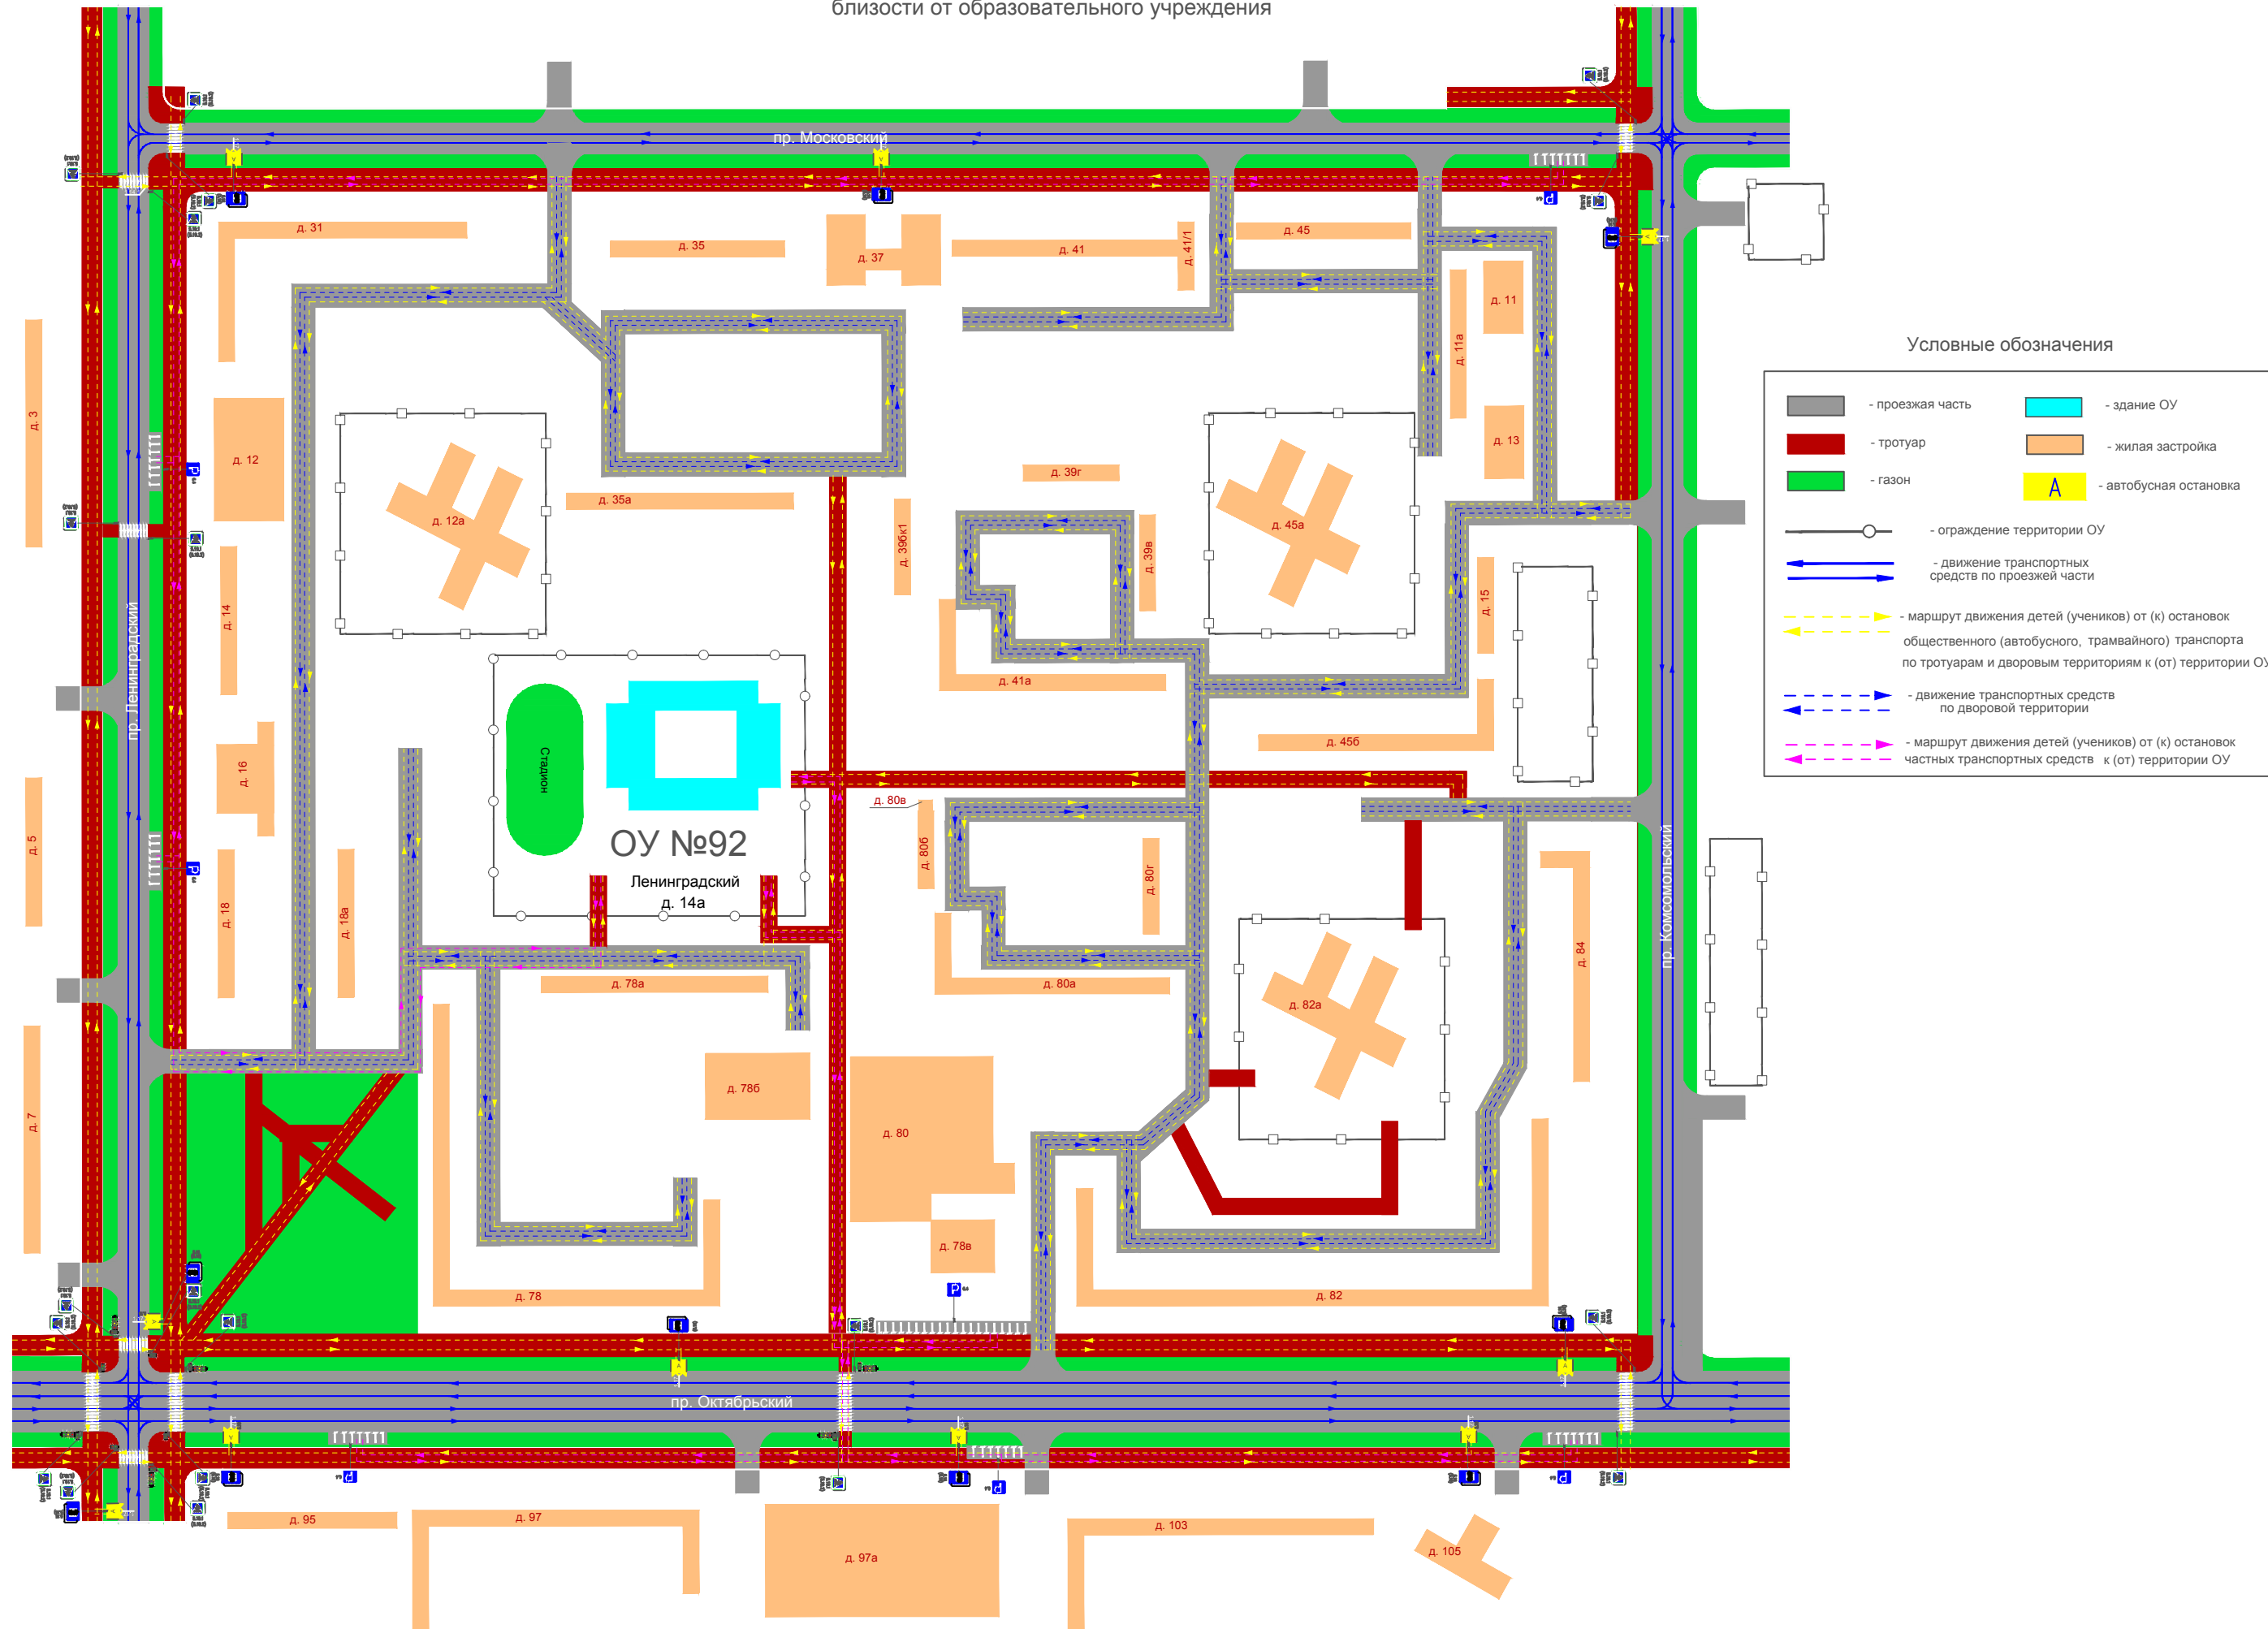 близости от образовательного учреждения
пр. Московский
д. 31
д. 35
д. 37
д. 41
д. 41/1
д. 45
д. 11
д. 11а
д. 13
д. 3
д. 12
д. 12а
д. 35а
д. 39г
д. 39бк1
д. 39в
д. 45а
д. 15
д. 14
пр. Ленинградский
д. 41а
д. 45б
д. 16
Стадион
д. 5
д. 80в
д. 80б
д. 80г
ОУ №92
Ленинградский
д. 14а
д. 18
д. 18а
д. 78а
д. 80а
д. 82а
д. 84
пр. Комсомольский
д. 7
д. 78б
д. 80
д. 78в
д. 78
д. 82
пр. Октябрьский
д. 95
д. 97
д. 97а
д. 103
д. 105
Условные обозначения
- проезжая часть
- здание ОУ
- тротуар
- жилая застройка
- газон
А
- автобусная остановка
- ограждение территории ОУ
- движение транспортных
средств по проезжей части
- маршрут движения детей (учеников) от (к) остановок
общественного (автобусного, трамвайного) транспорта
по тротуарам и дворовым территориям к (от) территории ОУ
- движение транспортных средств
по дворовой территории
- маршрут движения детей (учеников) от (к) остановок
частных транспортных средств к (от) территории ОУ